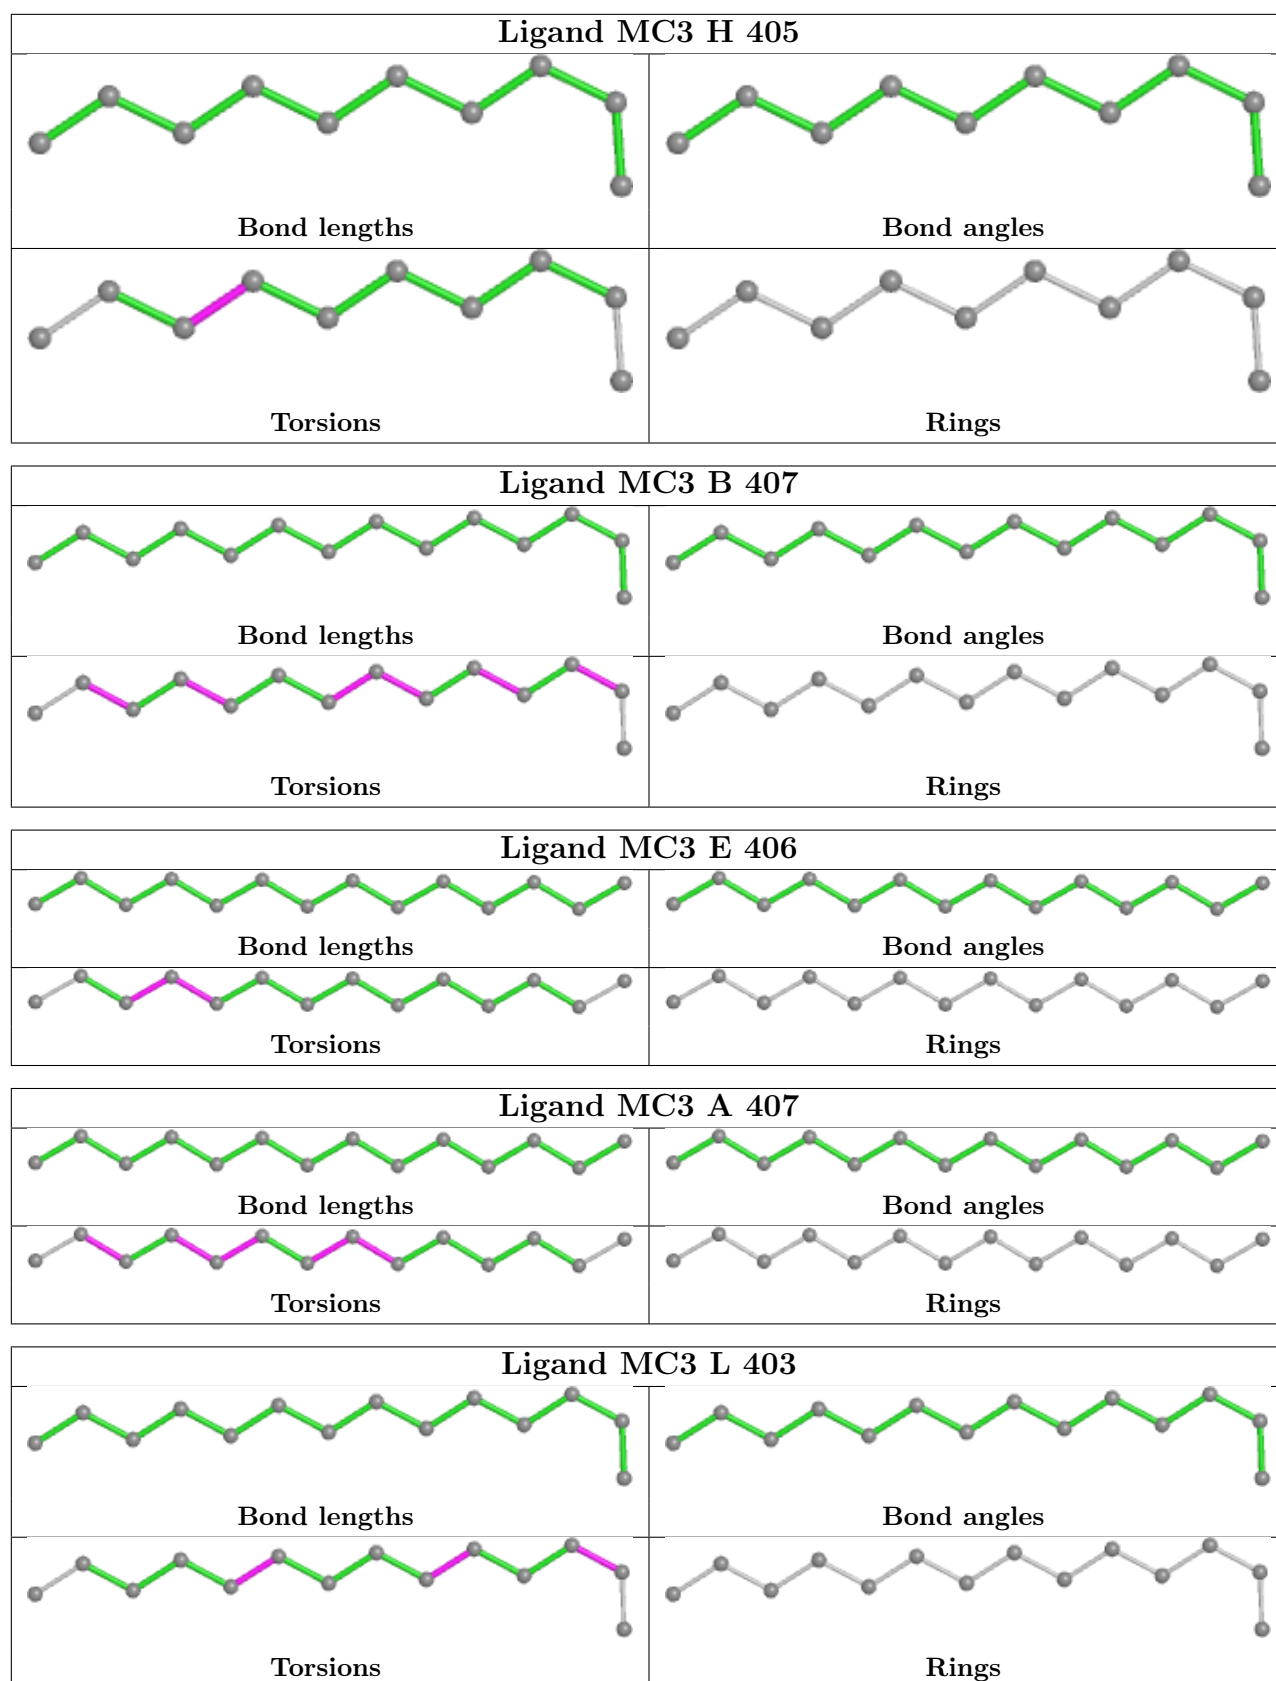 Ligand MC3 H 405
Bond lengths
Bond angles
Torsions
Rings
Ligand MC3 B 407
Bond lengths
Bond angles
Torsions
Rings
Ligand MC3 E 406
Bond lengths
Bond angles
Torsions
Rings
Ligand MC3 A 407
Bond lengths
Bond angles
Torsions
Rings
Ligand MC3 L 403
Bond lengths
Bond angles
Torsions
Rings